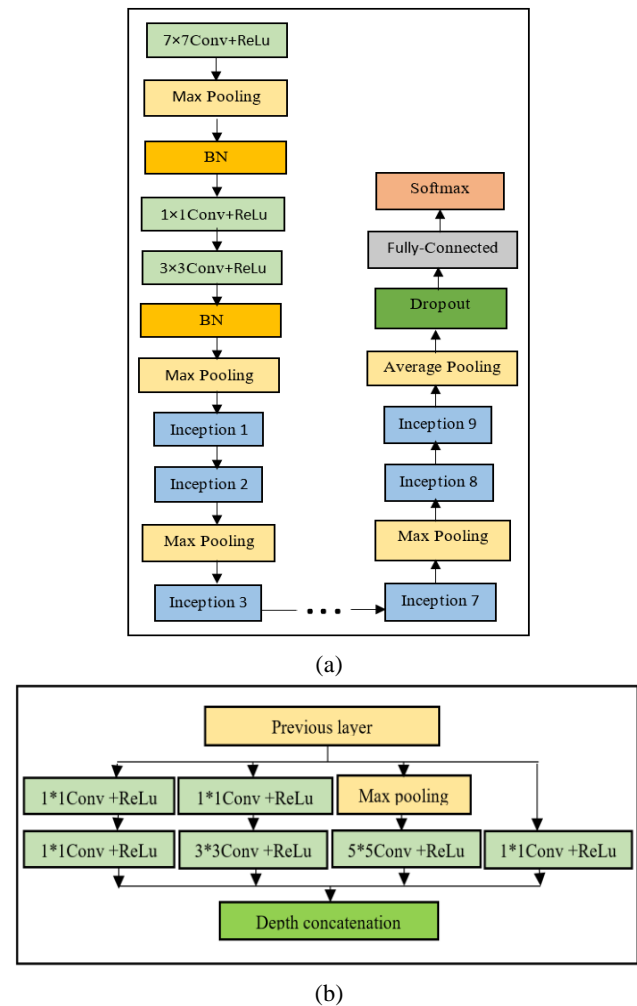 7×7Conv+ReLu
Max Pooling
BN
1×1Conv+ReLu
3×3Conv+ReLu
BN
Max Pooling
Inception 1
Inception 2
Max Pooling
Inception 3
...
Inception 7
Max Pooling
Inception 8
Inception 9
Average Pooling
Dropout
Fully-Connected
Softmax
(a)
Previous layer
1*1Conv +ReLu
1*1Conv +ReLu
Max pooling
1*1Conv +ReLu
3*3Conv +ReLu
5*5Conv +ReLu
1*1Conv +ReLu
Depth concatenation
(b)